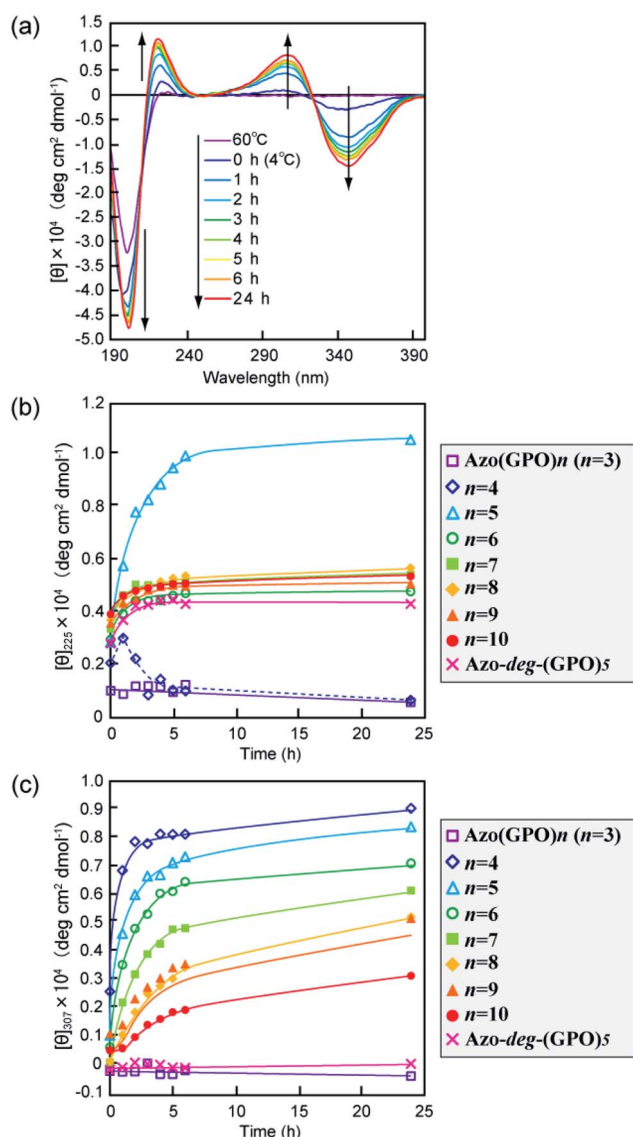 (a)
1.5
1.0
0.5
0
-0.5
-1.0
-1.5
-2.0
-2.5
-3.0
-3.5
-4.0
-4.5
-5.0
[θ] × 10⁴ (deg cm² dmol⁻¹)
60°C
0 h (4°C)
1 h
2 h
3 h
4 h
5 h
6 h
24 h
190 240 290 340 390
Wavelength (nm)
(b)
1.2
1.0
0.8
0.6
0.4
0.2
0
[θ]₂₂₅ × 10⁴ (deg cm² dmol⁻¹)
0 5 10 15 20 25
Time (h)
Azo(GPO)n (n=3)
n=4
n=5
n=6
n=7
n=8
n=9
n=10
Azo-deg-(GPO)5
(c)
1.0
0.9
0.8
0.7
0.6
0.5
0.4
0.3
0.2
0.1
0
-0.1
[θ]₃₀₇ × 10⁴ (deg cm² dmol⁻¹)
0 5 10 15 20 25
Time (h)
Azo(GPO)n (n=3)
n=4
n=5
n=6
n=7
n=8
n=9
n=10
Azo-deg-(GPO)5